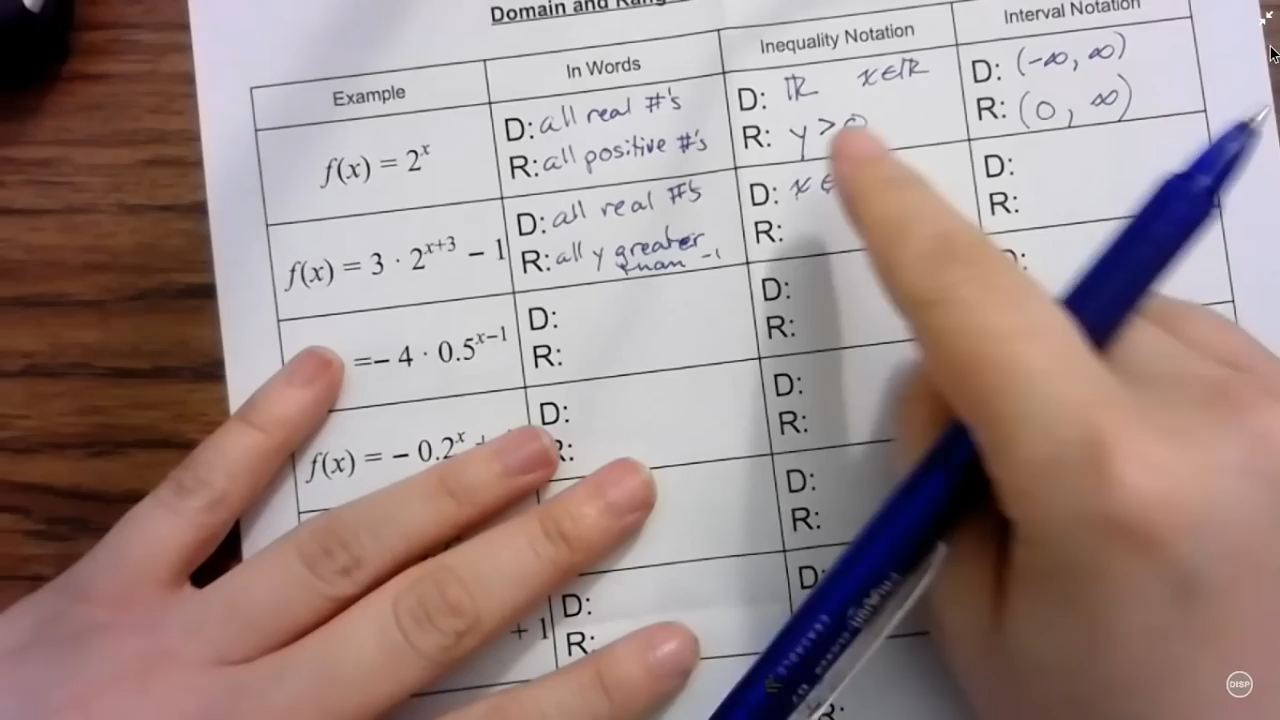 Domain and
Example
In Words
Inequality Notation
Interval Notation
f(x) = 2^x
D: all real #'s
R: all positive #'s
D: ℝ x∈ℝ
R: y >
D: (-∞, ∞)
R: (0, ∞)
f(x) = 3 · 2^{x+3} − 1
D: all real #'s
R: all y greater
than -1
D: x ∈
R:
D:
R:
= − 4 · 0.5^{x−1}
D:
R:
D:
R:
D:
f(x) = − 0.2^x +
D:
R:
D:
R:
D:
R:
+ 1
D:
R:
D:
R:
DISP